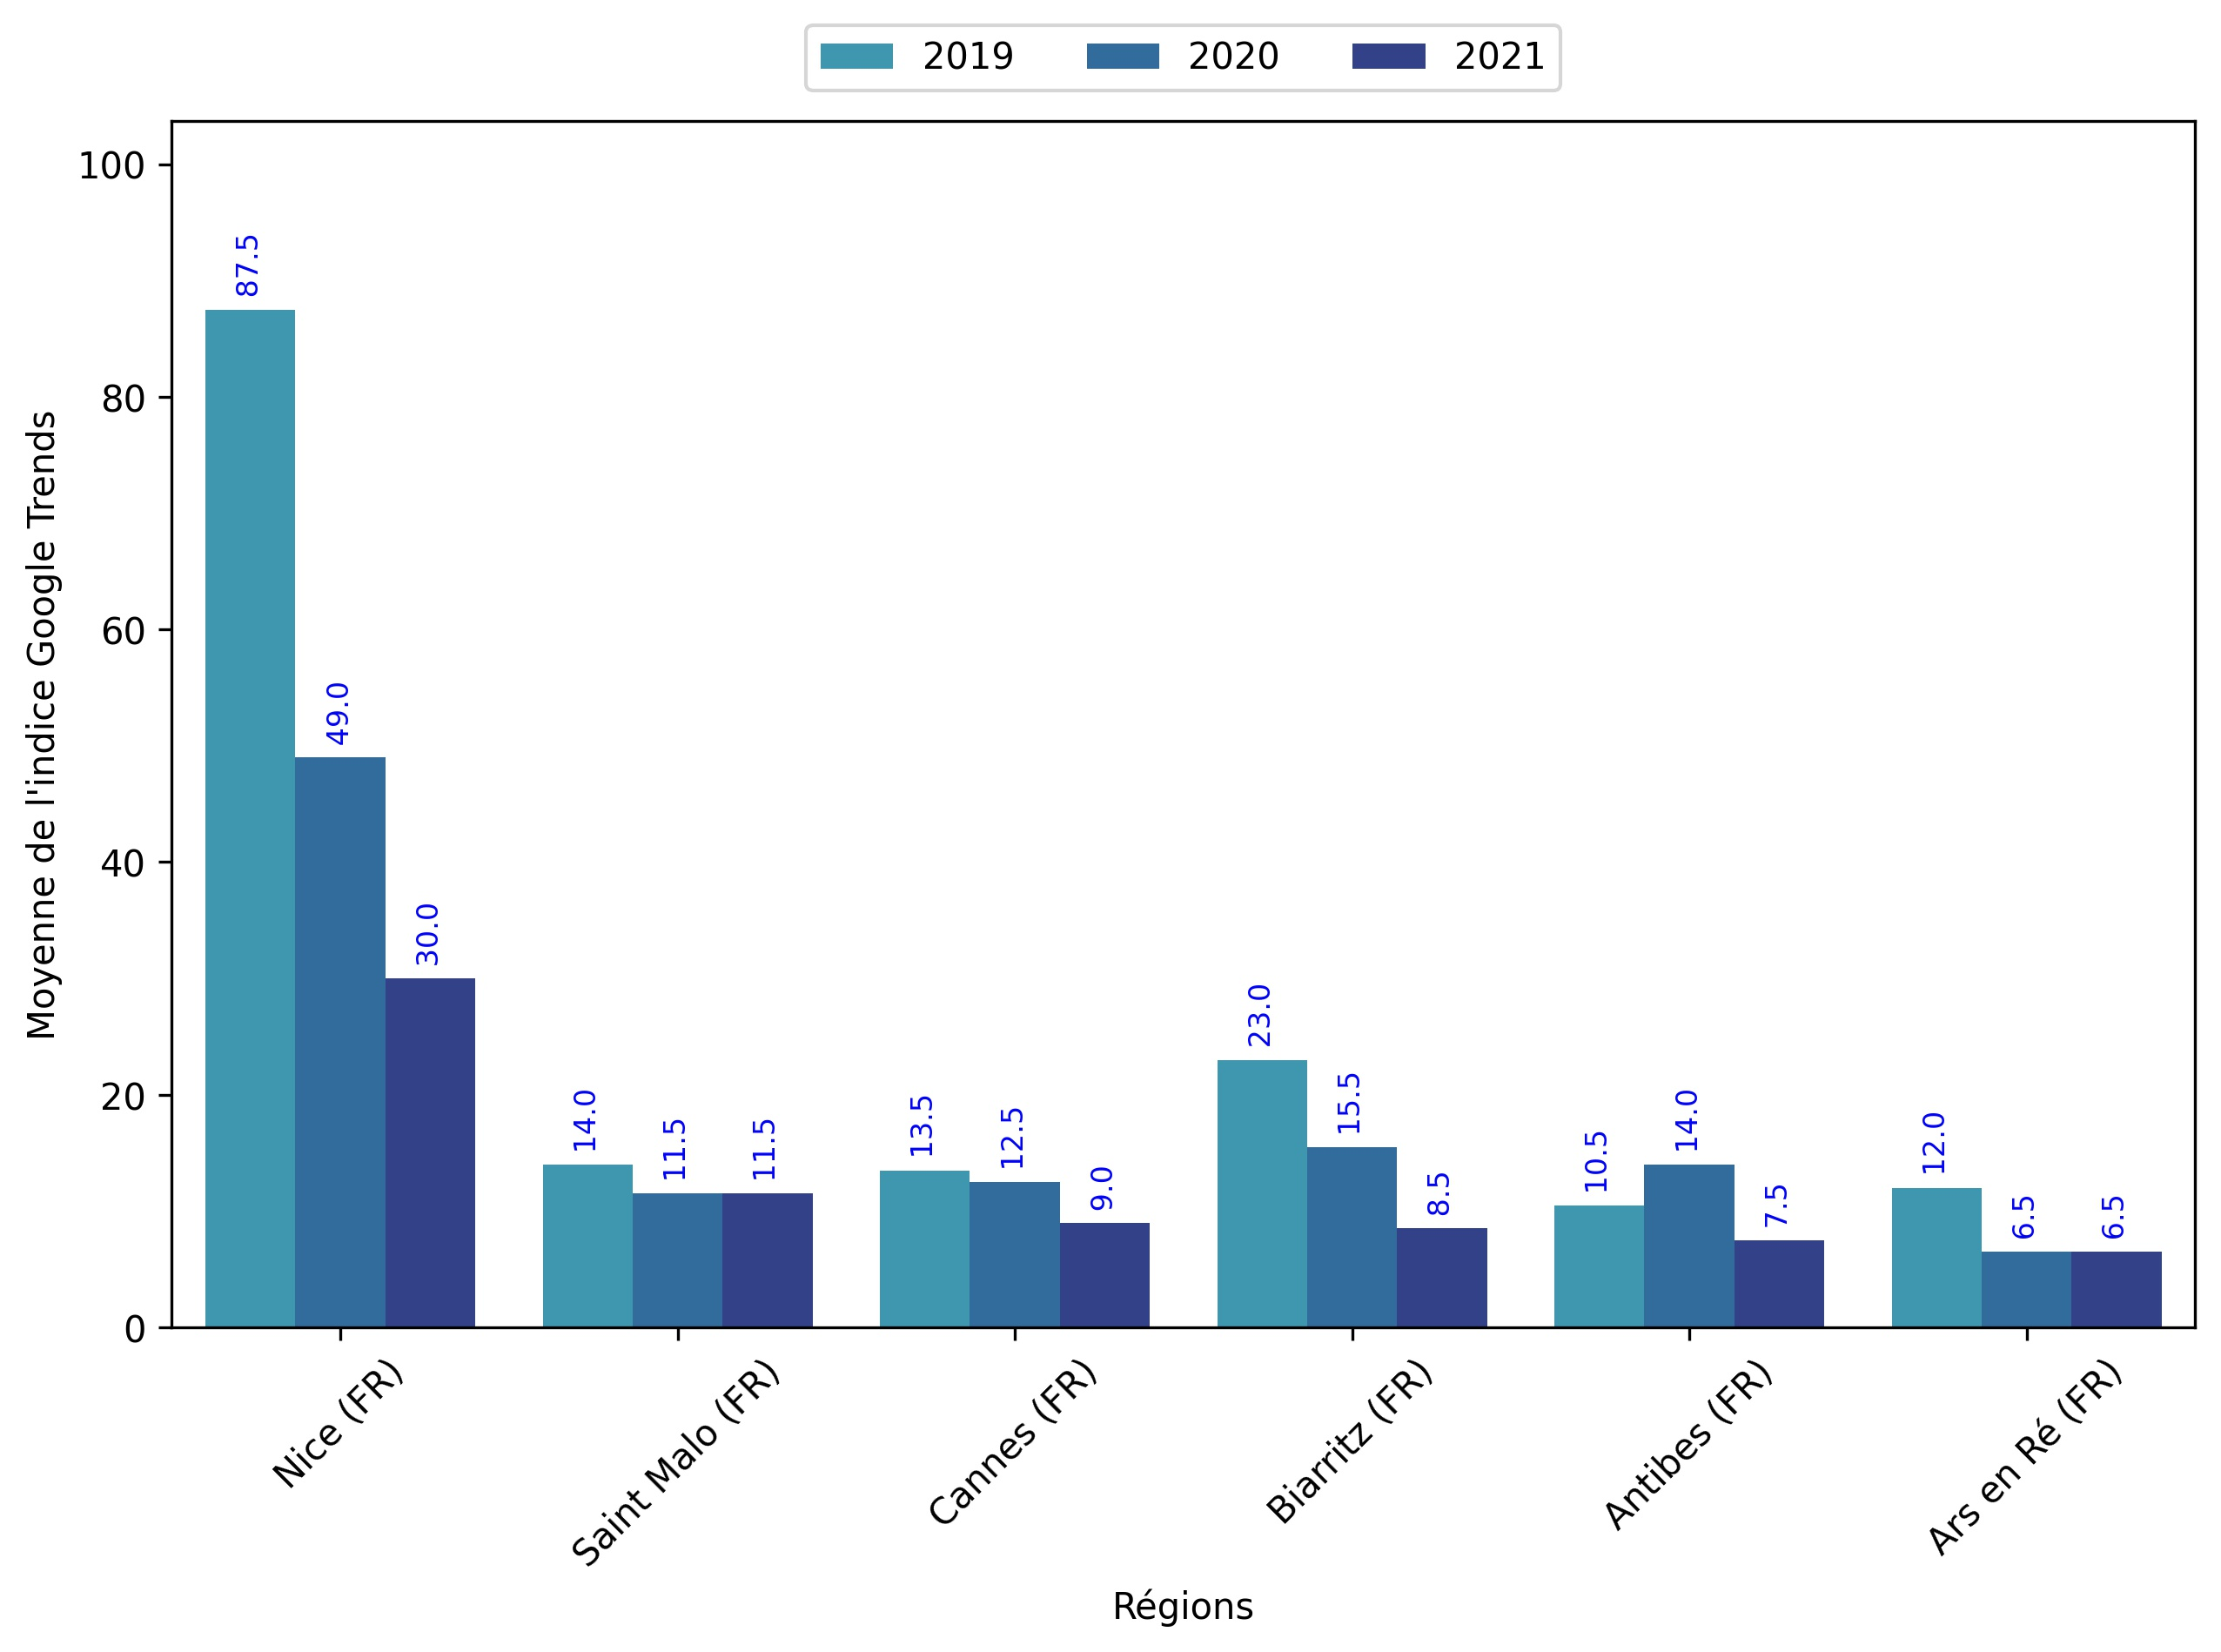 2019 2020 2021
Moyenne de l'indice Google Trends
100
80
60
40
20
0
87.5
49.0
30.0
14.0
11.5
11.5
13.5
12.5
9.0
23.0
15.5
8.5
10.5
14.0
7.5
12.0
6.5
6.5
Nice (FR)
Saint Malo (FR)
Cannes (FR)
Biarritz (FR)
Antibes (FR)
Ars en Ré (FR)
Régions